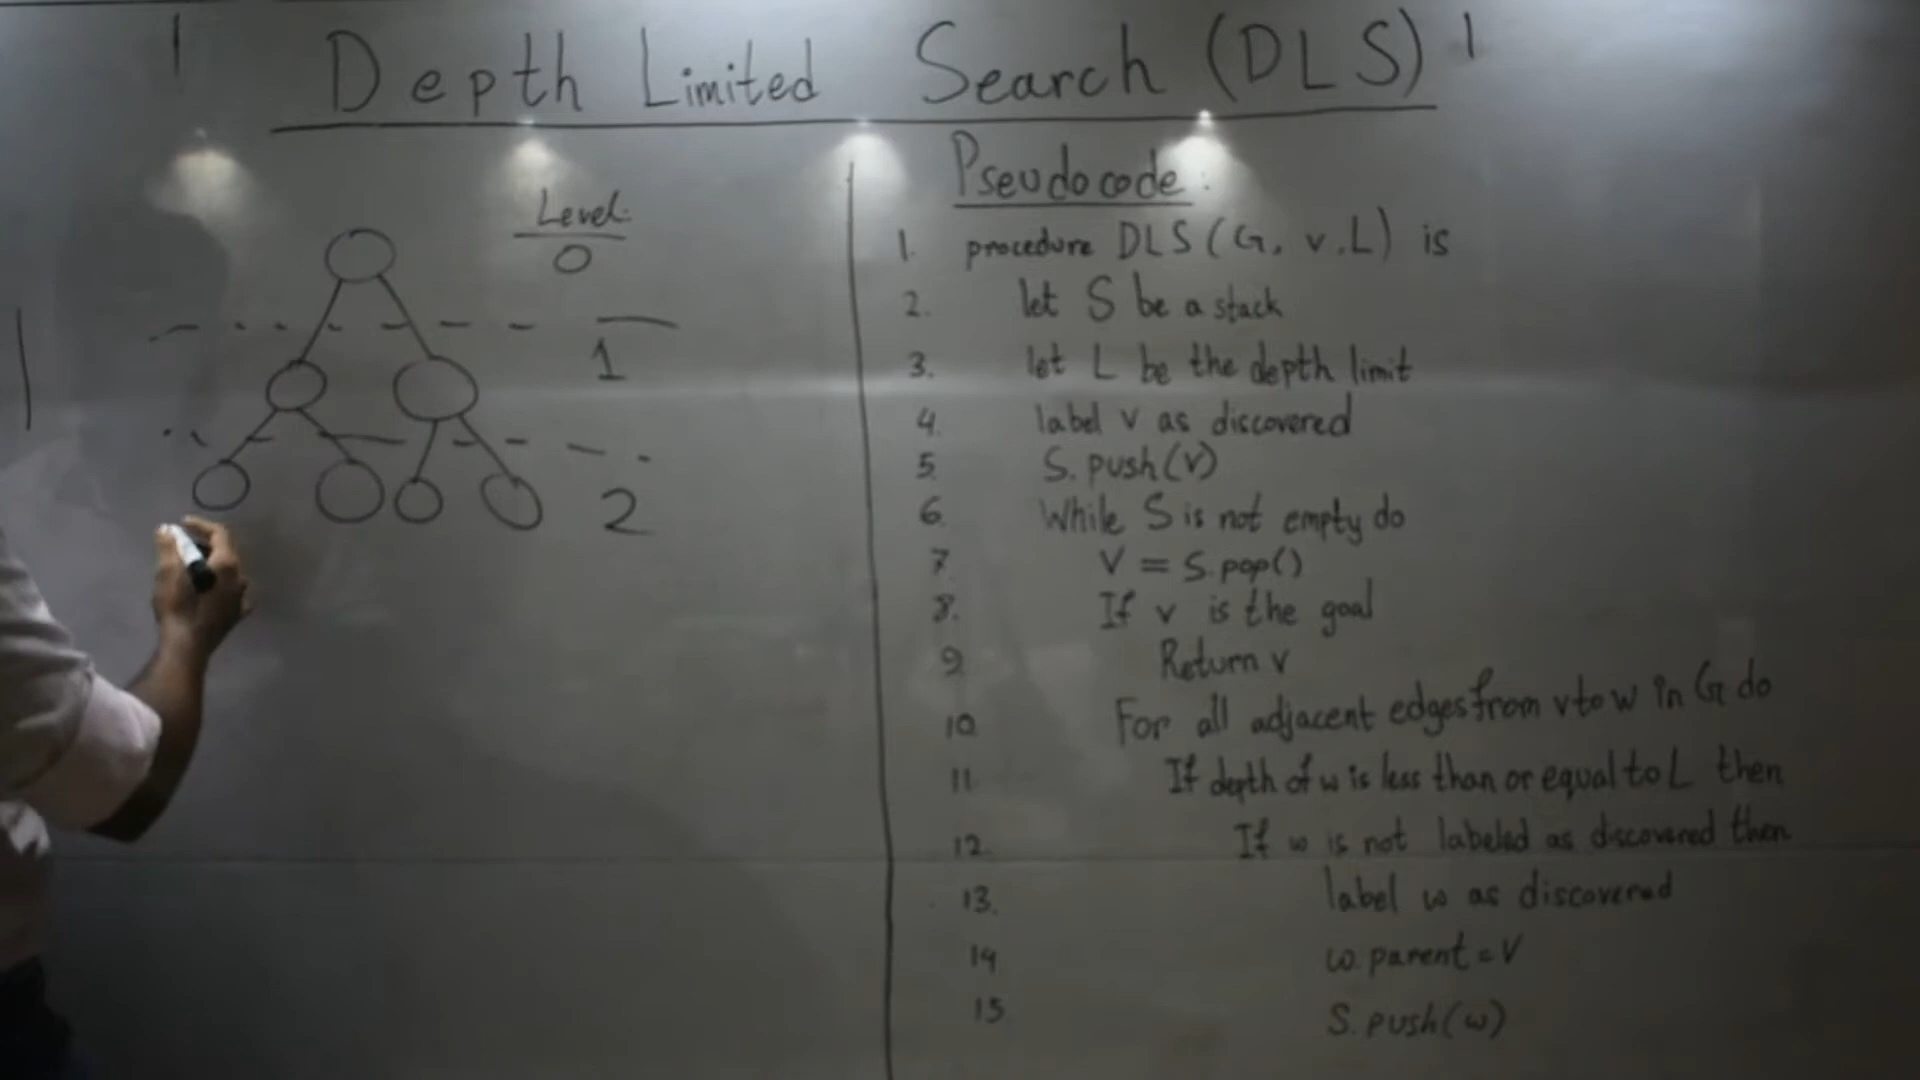 Depth Limited Search (DLS)
Level:
0
1
2
Pseudocode:
1. procedure DLS (G, v, L) is
2. let S be a stack
3. let L be the depth limit
4. label v as discovered
5 S. push(v)
6. While S is not empty do
7 V = S.pop()
8. If v is the goal
9 Return v
10 For all adjacent edges from v to w in G do
11 If depth of w is less than or equal to L then
12. If w is not labeled as discovered then
13. label w as discovered
14 w.parent = V
15 S.push(w)